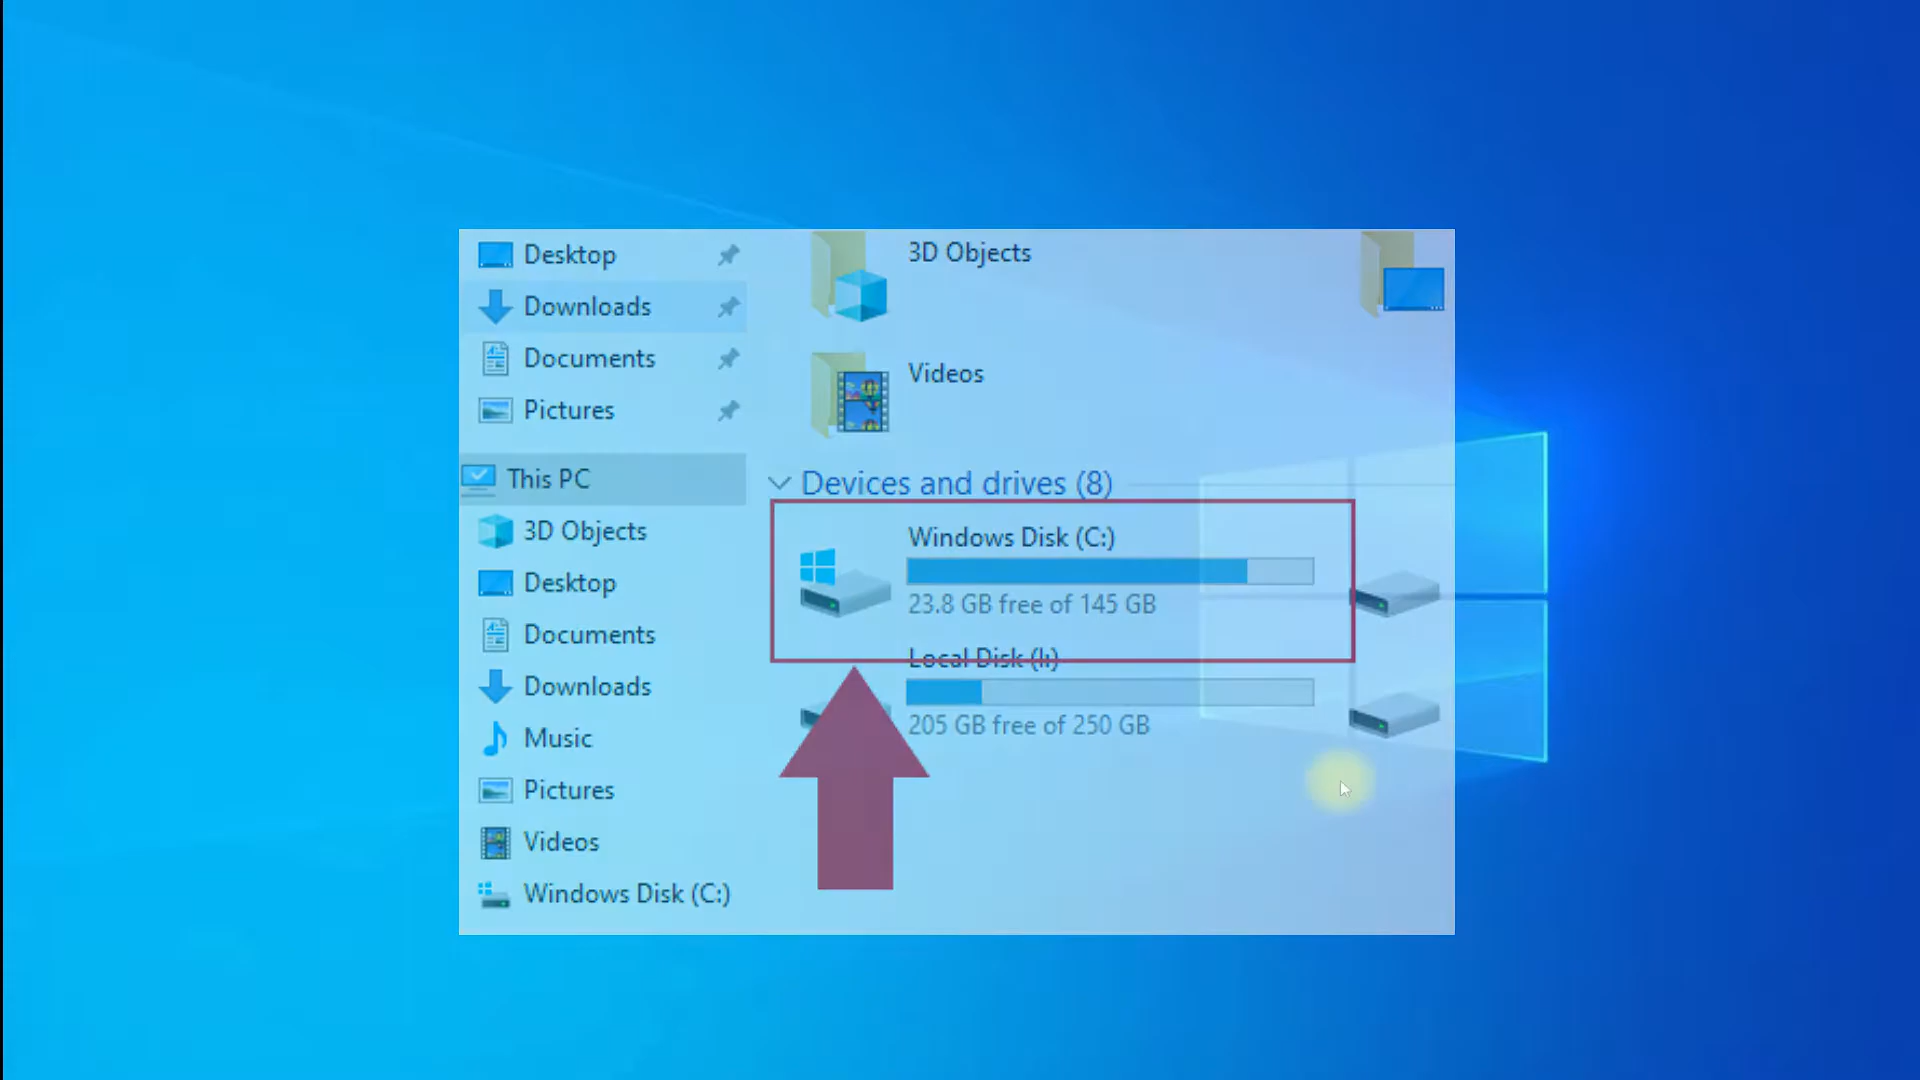 Desktop
Downloads
Documents
Pictures
This PC
3D Objects
Desktop
Documents
Downloads
Music
Pictures
Videos
Windows Disk (C:)
3D Objects
Videos
Devices and drives (8)
Windows Disk (C:)
23.8 GB free of 145 GB
Local Disk (I:)
205 GB free of 250 GB